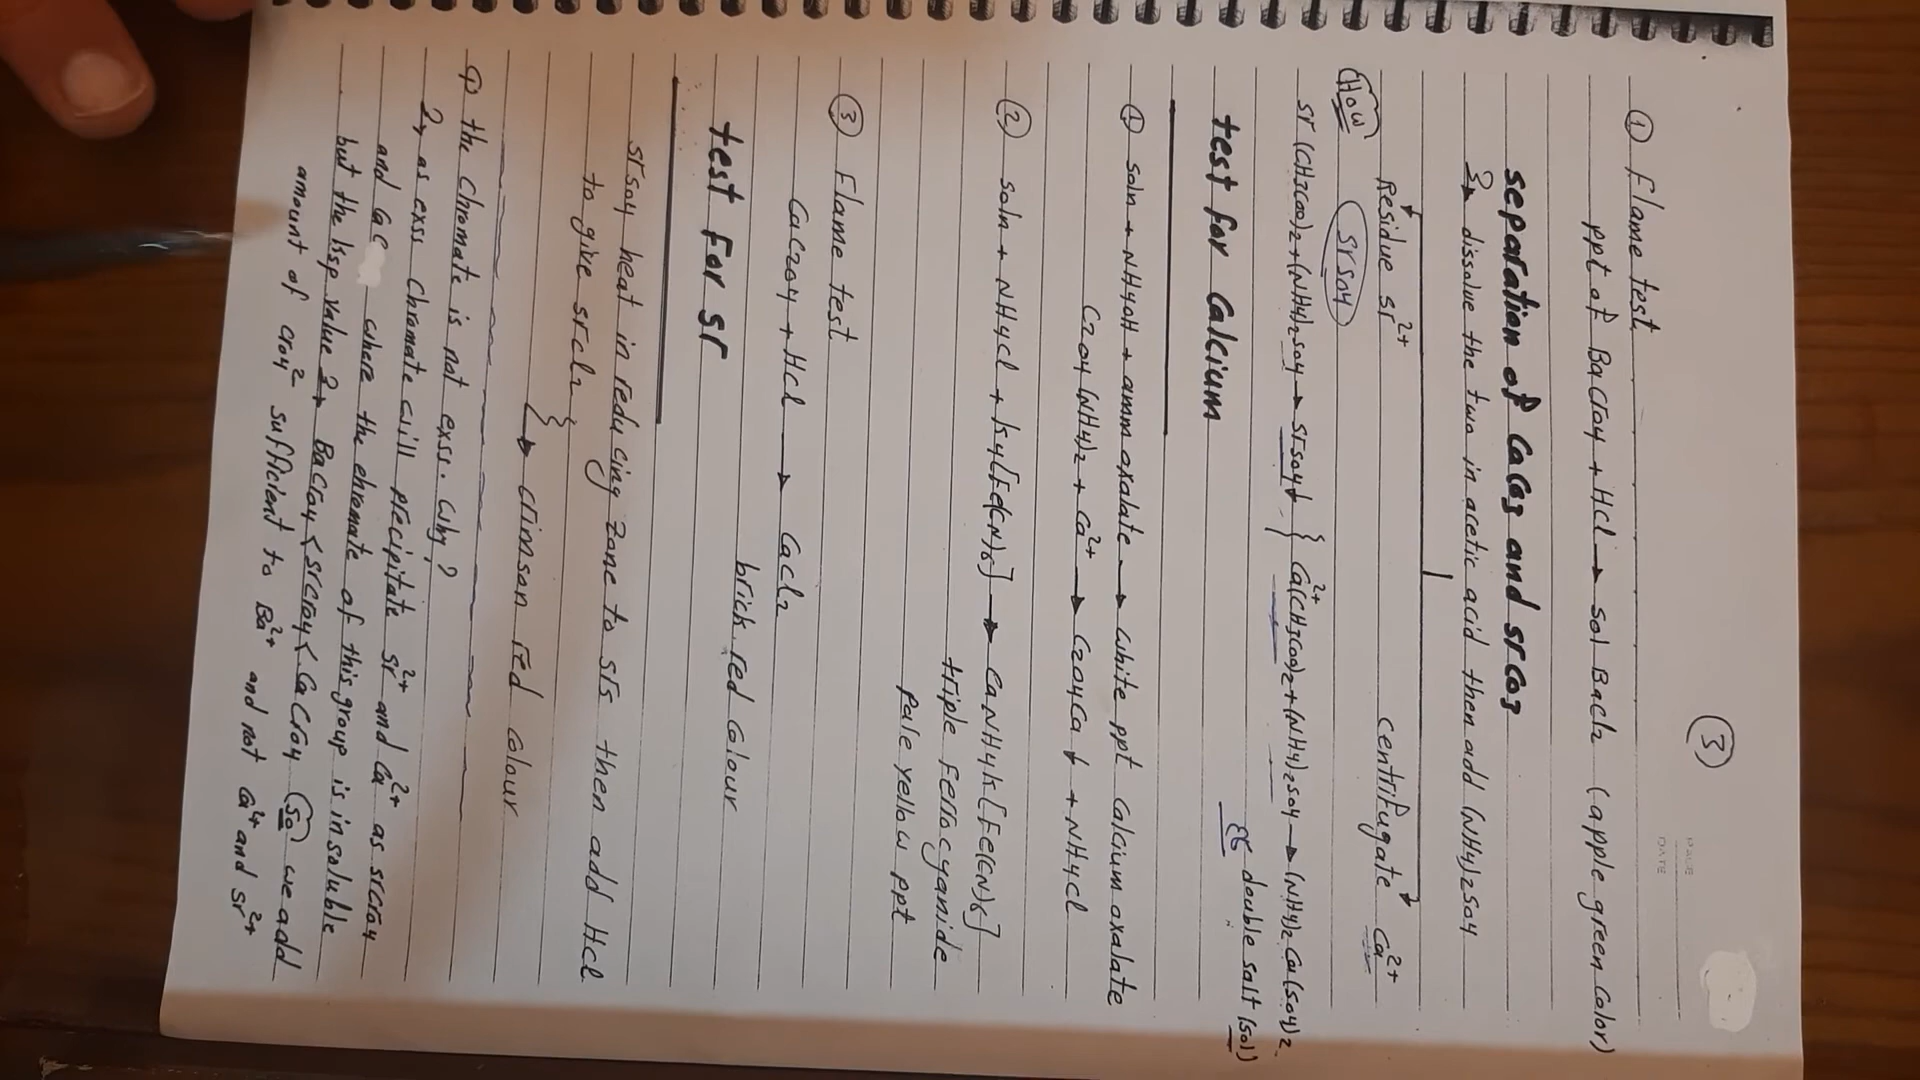 3
PAGE
DATE
① Flame test
ppt of BaCro4 + Hcl → sol Bacl2 (apple green color)
separation of CaCo3 and srco3
dissolve the two in acetic acid then add (NH4)2So4
Residue sr2+ centrifugate Ca2+
How srso4
sr(CH3Coo)2+(NH4)2so4 → srso4↓ } Ca2+(CH3Coo)2+(NH4)2so4 → (NH4)2 Ca(so4)2.
double salt (sol)
test for Calcium
① soln + NH4oH + amm oxalate → white ppt Calcium oxalate
C2o4(NH4)2 + Ca2+ → C2o4Ca↓ + NH4cl
② soln + NH4cl + k4[Fe(CN)6] → CaNH4k[Fe(CN)6]
triple Ferrocyanide
pale yellow ppt
③ Flame test
CaC2o4 + Hcl → Cacl2
brick red colour
test For sr
srso4 heat in reducing zone to srs then add Hcl
to give srcl2 }
→ crimson red colour
the chromate is not exss. why?
as exss chromate will precipitate sr2+ and Ca2+ as srcro4
and cac where the chromate of this group is insoluble
but the ksp value BaCro4 < srCro4 < CaCro4 so we add
amount of cro4 2- sufficient to Ba2+ and not Ca2+ and sr2+